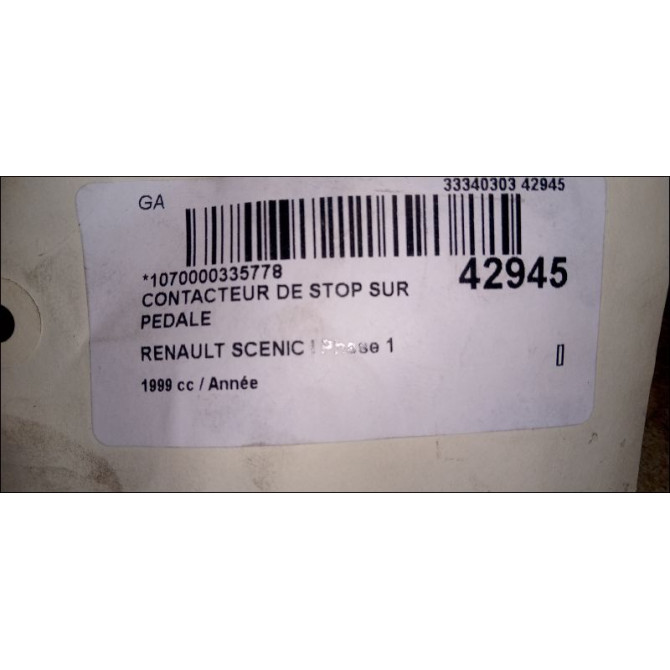 33340303 42945
GA
*1070000335778
42945
CONTACTEUR DE STOP SUR
PEDALE
RENAULT SCENIC I Phase 1
1999 cc / Année